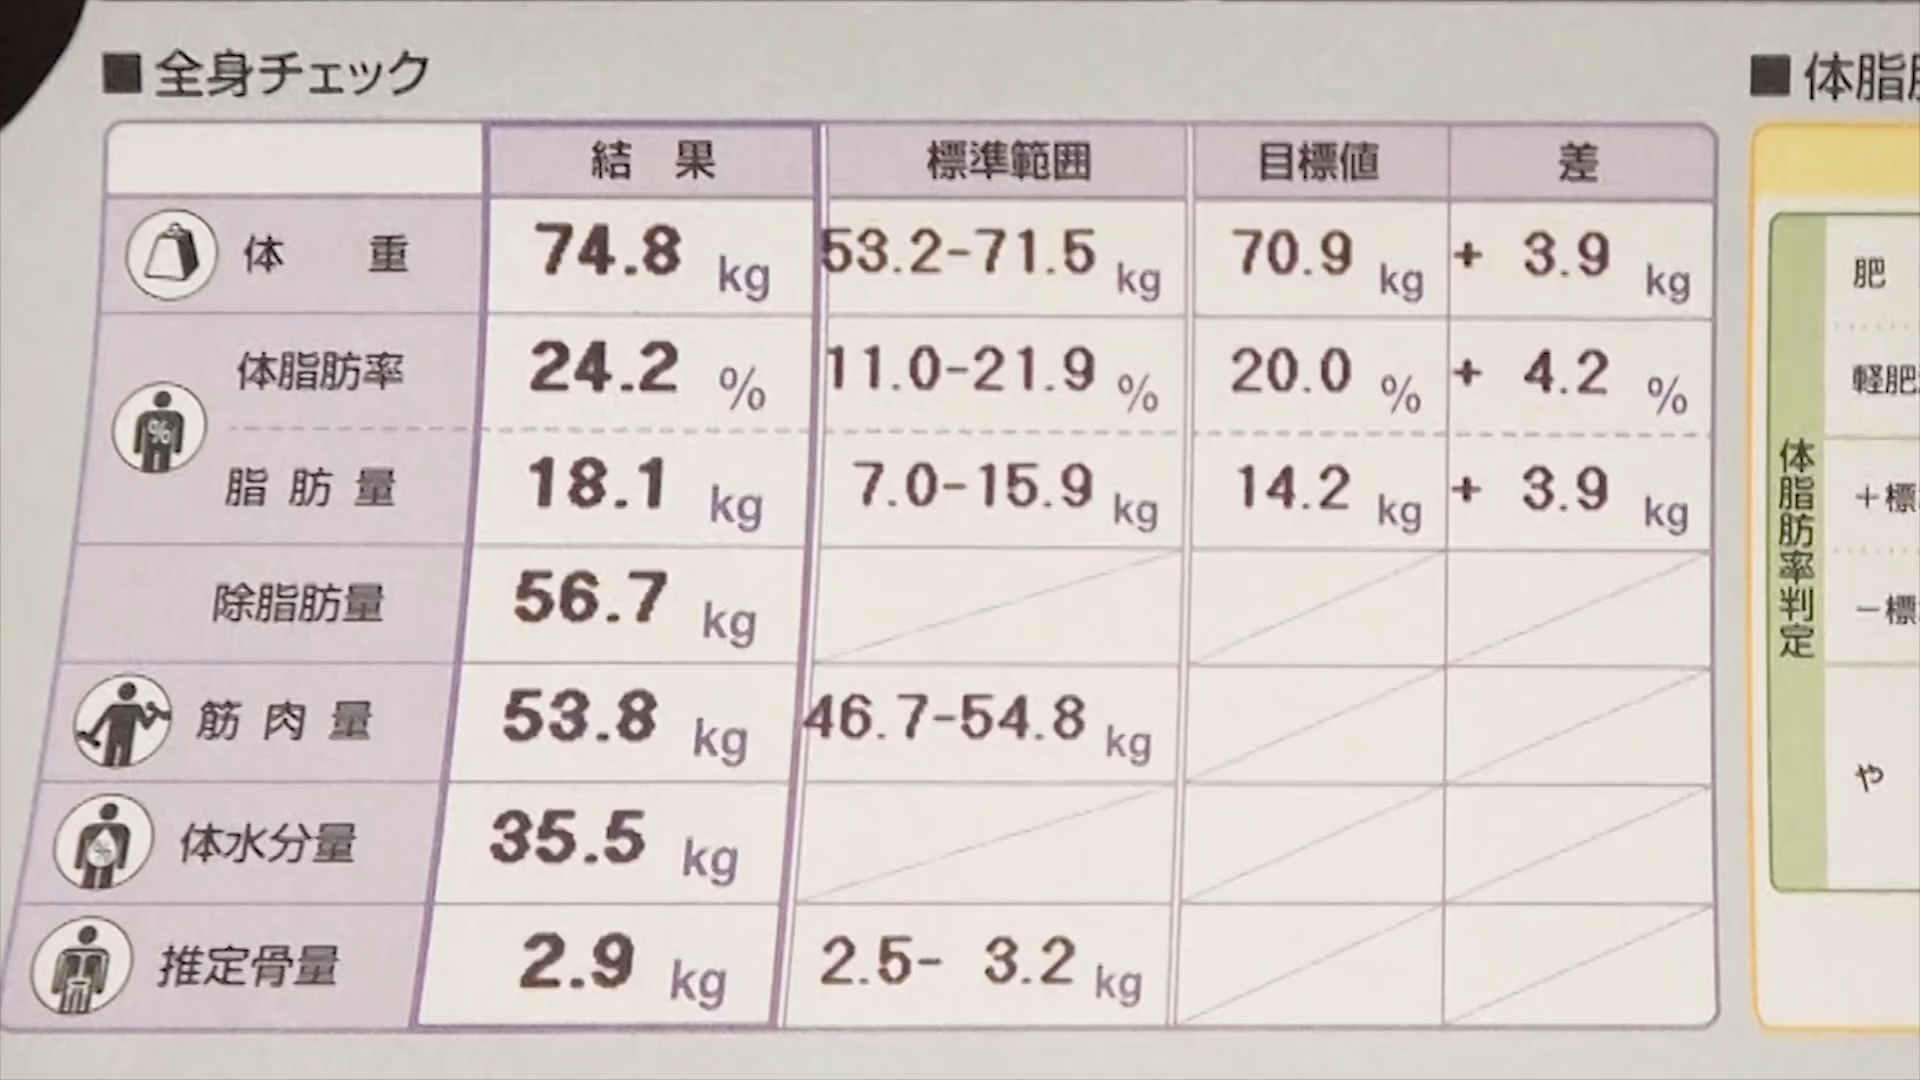 ■全身チェック
結 果 標準範囲 目標値 差
体 重 74.8 kg 53.2-71.5 kg 70.9 kg + 3.9 kg
体脂肪率 24.2 % 11.0-21.9 % 20.0 % + 4.2 %
%
脂肪量 18.1 kg 7.0-15.9 kg 14.2 kg + 3.9 kg
除脂肪量 56.7 kg
筋肉量 53.8 kg 46.7-54.8 kg
体水分量 35.5 kg
推定骨量 2.9 kg 2.5- 3.2 kg
■体脂
体脂肪率判定
肥
軽肥
＋標
－標
や